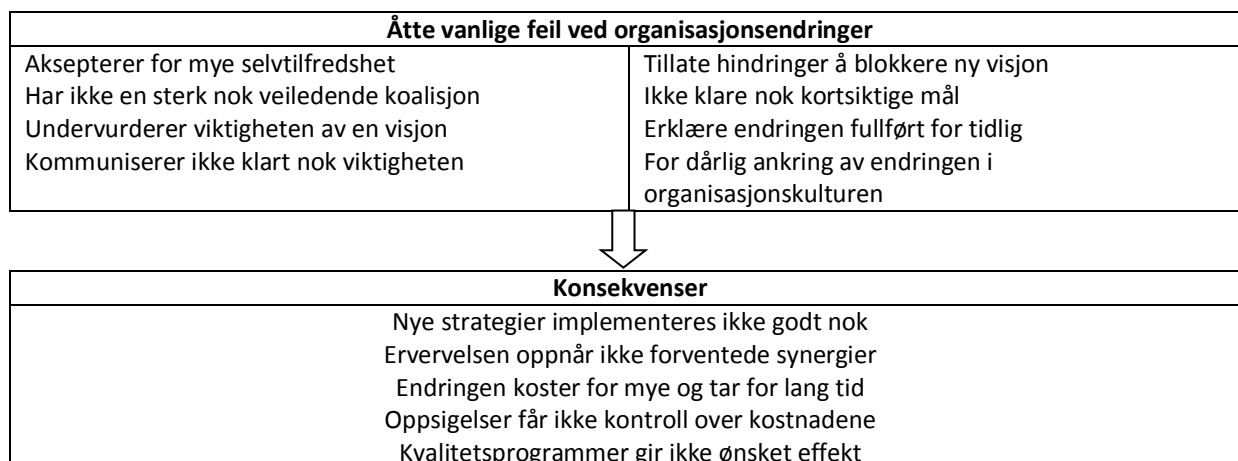 Åtte vanlige feil ved organisasjonsendringer
Aksepterer for mye selvtilfredshet
Har ikke en sterk nok veiledende koalisjon
Undervurderer viktigheten av en visjon
Kommuniserer ikke klart nok viktigheten
Tillate hindringer å blokkere ny visjon
Ikke klare nok kortsiktige mål
Erklære endringen fullført for tidlig
For dårlig ankring av endringen i
organisasjonskulturen
Konsekvenser
Nye strategier implementeres ikke godt nok
Ervervelsen oppnår ikke forventede synergier
Endringen koster for mye og tar for lang tid
Oppsigelser får ikke kontroll over kostnadene
Kvalitetsprogrammer gir ikke ønsket effekt